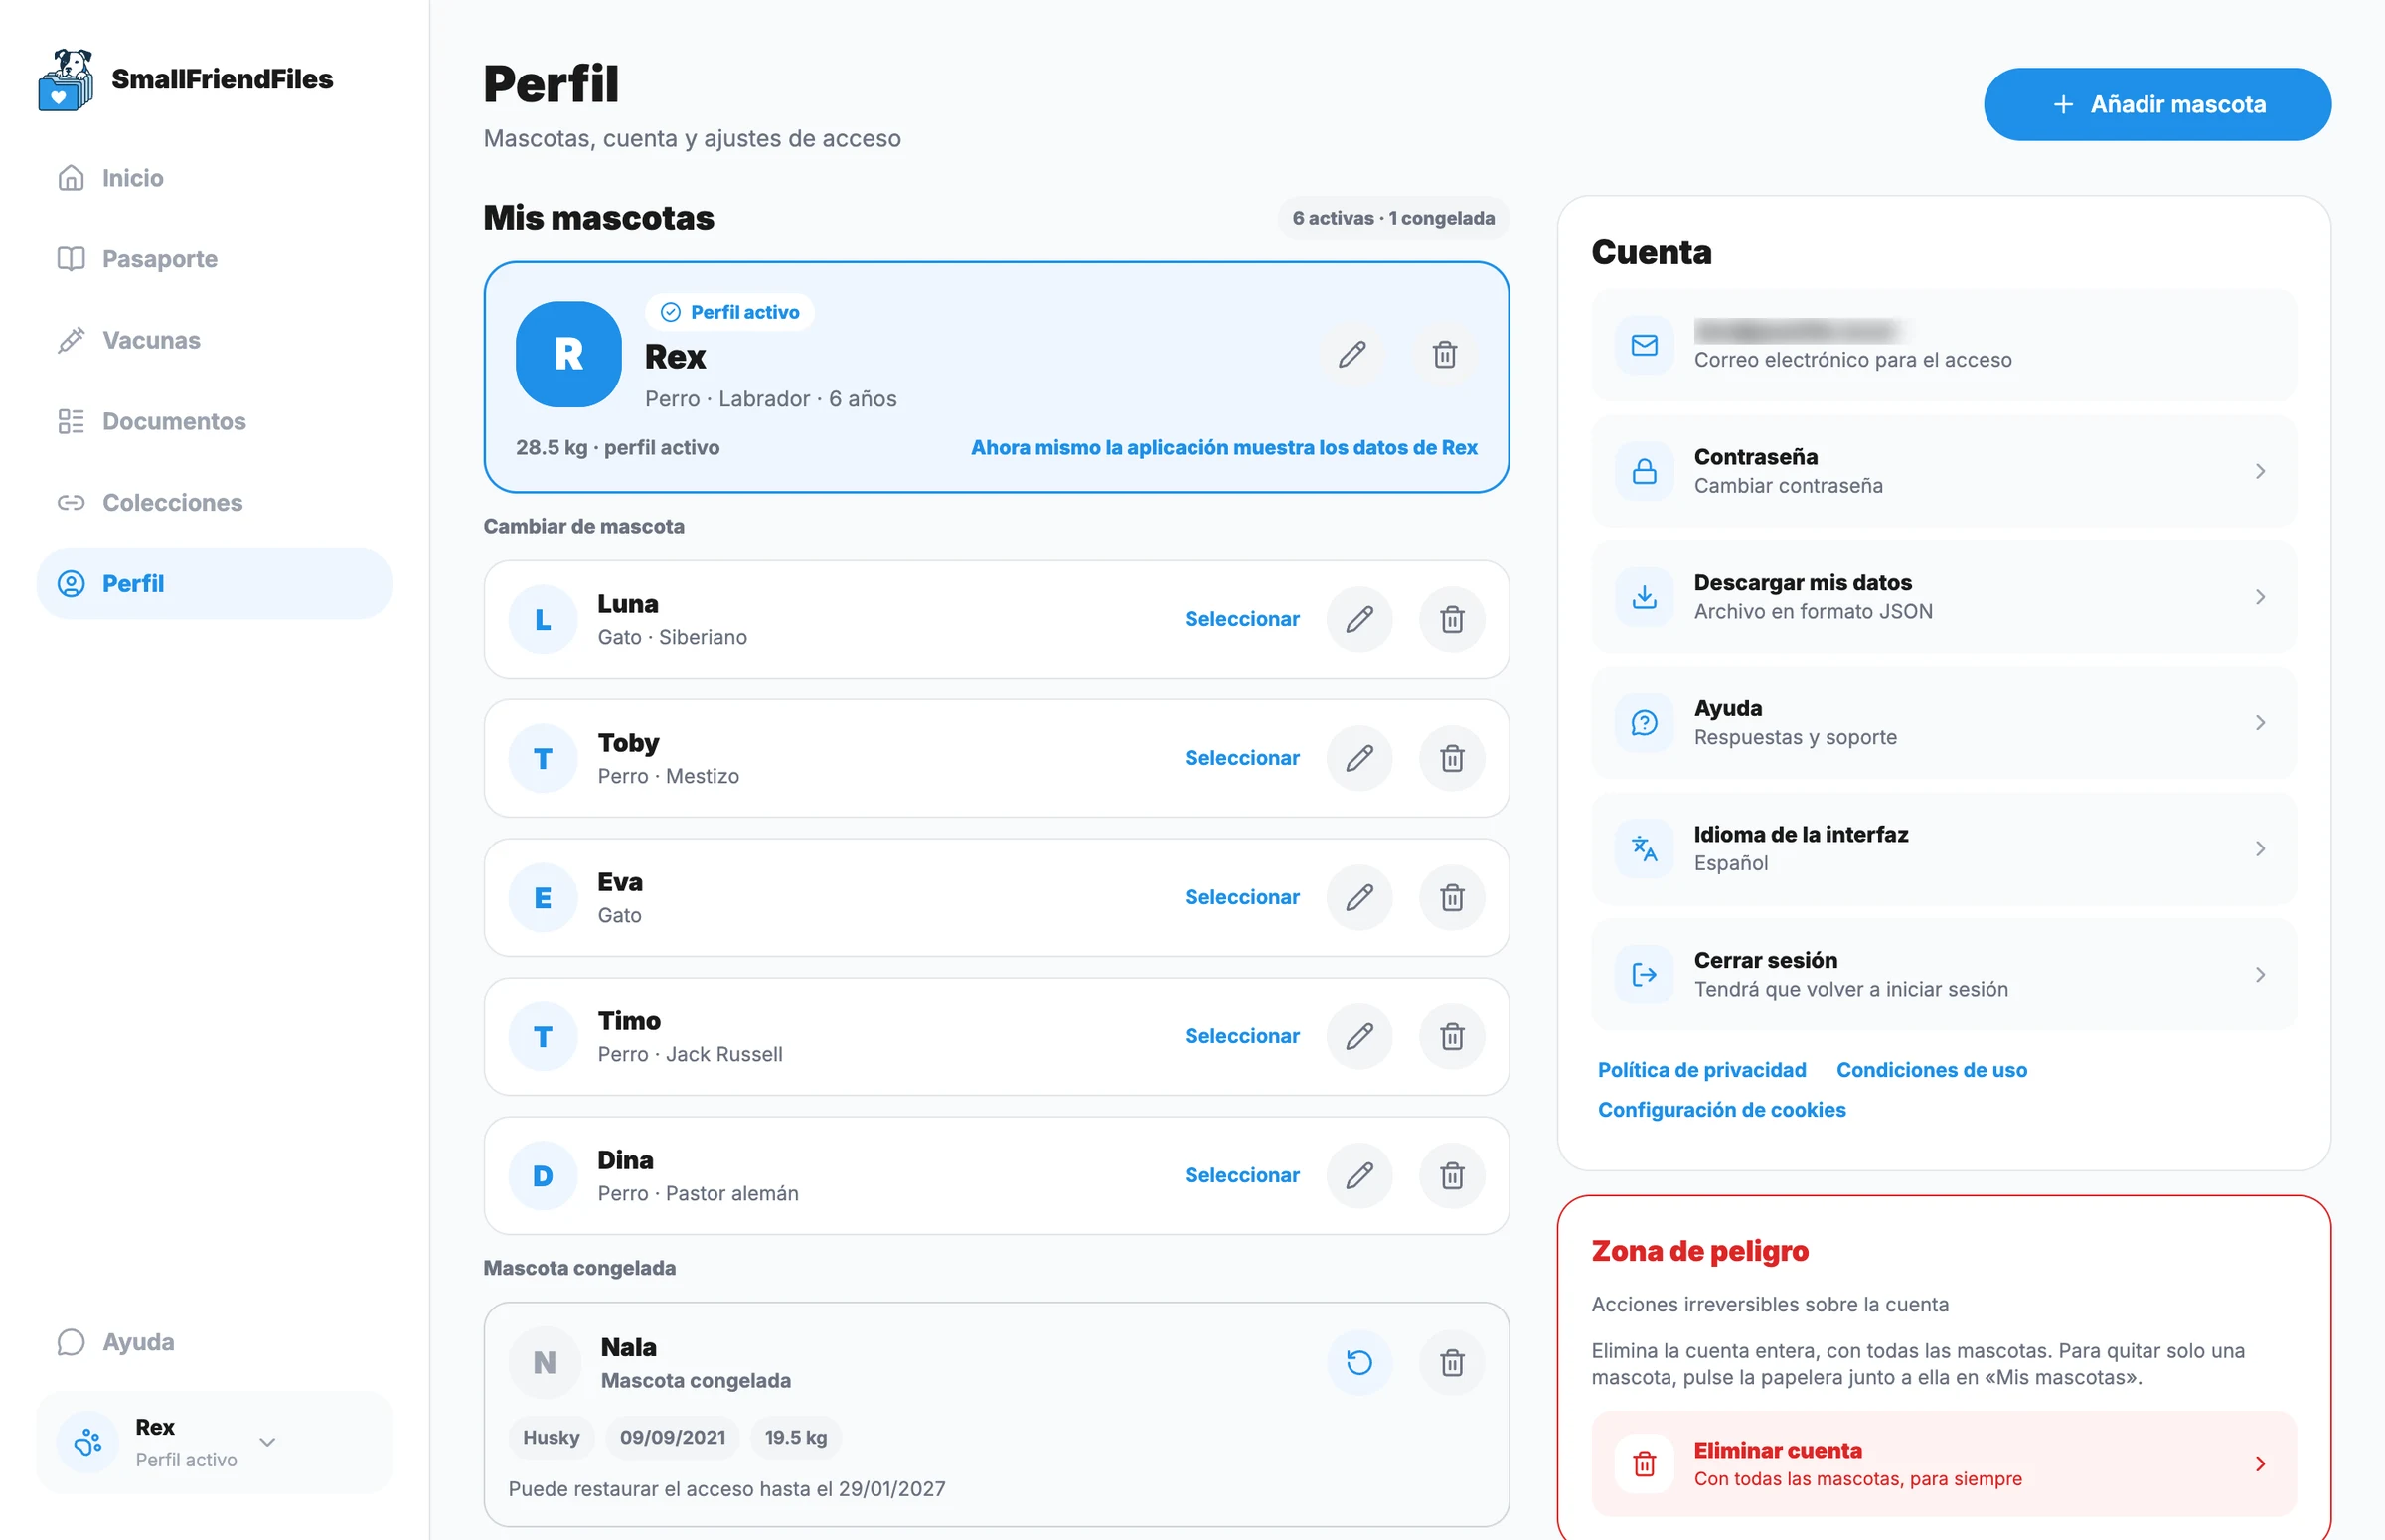 SmallFriendFiles
Inicio
Pasaporte
Vacunas
Documentos
Colecciones
Perfil
Ayuda
Rex
Perfil activo
Perfil
Mascotas, cuenta y ajustes de acceso
Añadir mascota
Mis mascotas
6 activas · 1 congelada
R
Perfil activo
Rex
Perro · Labrador · 6 años
28.5 kg · perfil activo
Ahora mismo la aplicación muestra los datos de Rex
Cambiar de mascota
L
Luna
Gato · Siberiano
Seleccionar
T
Toby
Perro · Mestizo
Seleccionar
E
Eva
Gato
Seleccionar
T
Timo
Perro · Jack Russell
Seleccionar
D
Dina
Perro · Pastor alemán
Seleccionar
Mascota congelada
N
Nala
Mascota congelada
Husky
09/09/2021
19.5 kg
Puede restaurar el acceso hasta el 29/01/2027
Cuenta
Correo electrónico para el acceso
Contraseña
Cambiar contraseña
Descargar mis datos
Archivo en formato JSON
Ayuda
Respuestas y soporte
Idioma de la interfaz
Español
Cerrar sesión
Tendrá que volver a iniciar sesión
Política de privacidad
Condiciones de uso
Configuración de cookies
Zona de peligro
Acciones irreversibles sobre la cuenta
Elimina la cuenta entera, con todas las mascotas. Para quitar solo una
mascota, pulse la papelera junto a ella en «Mis mascotas».
Eliminar cuenta
Con todas las mascotas, para siempre